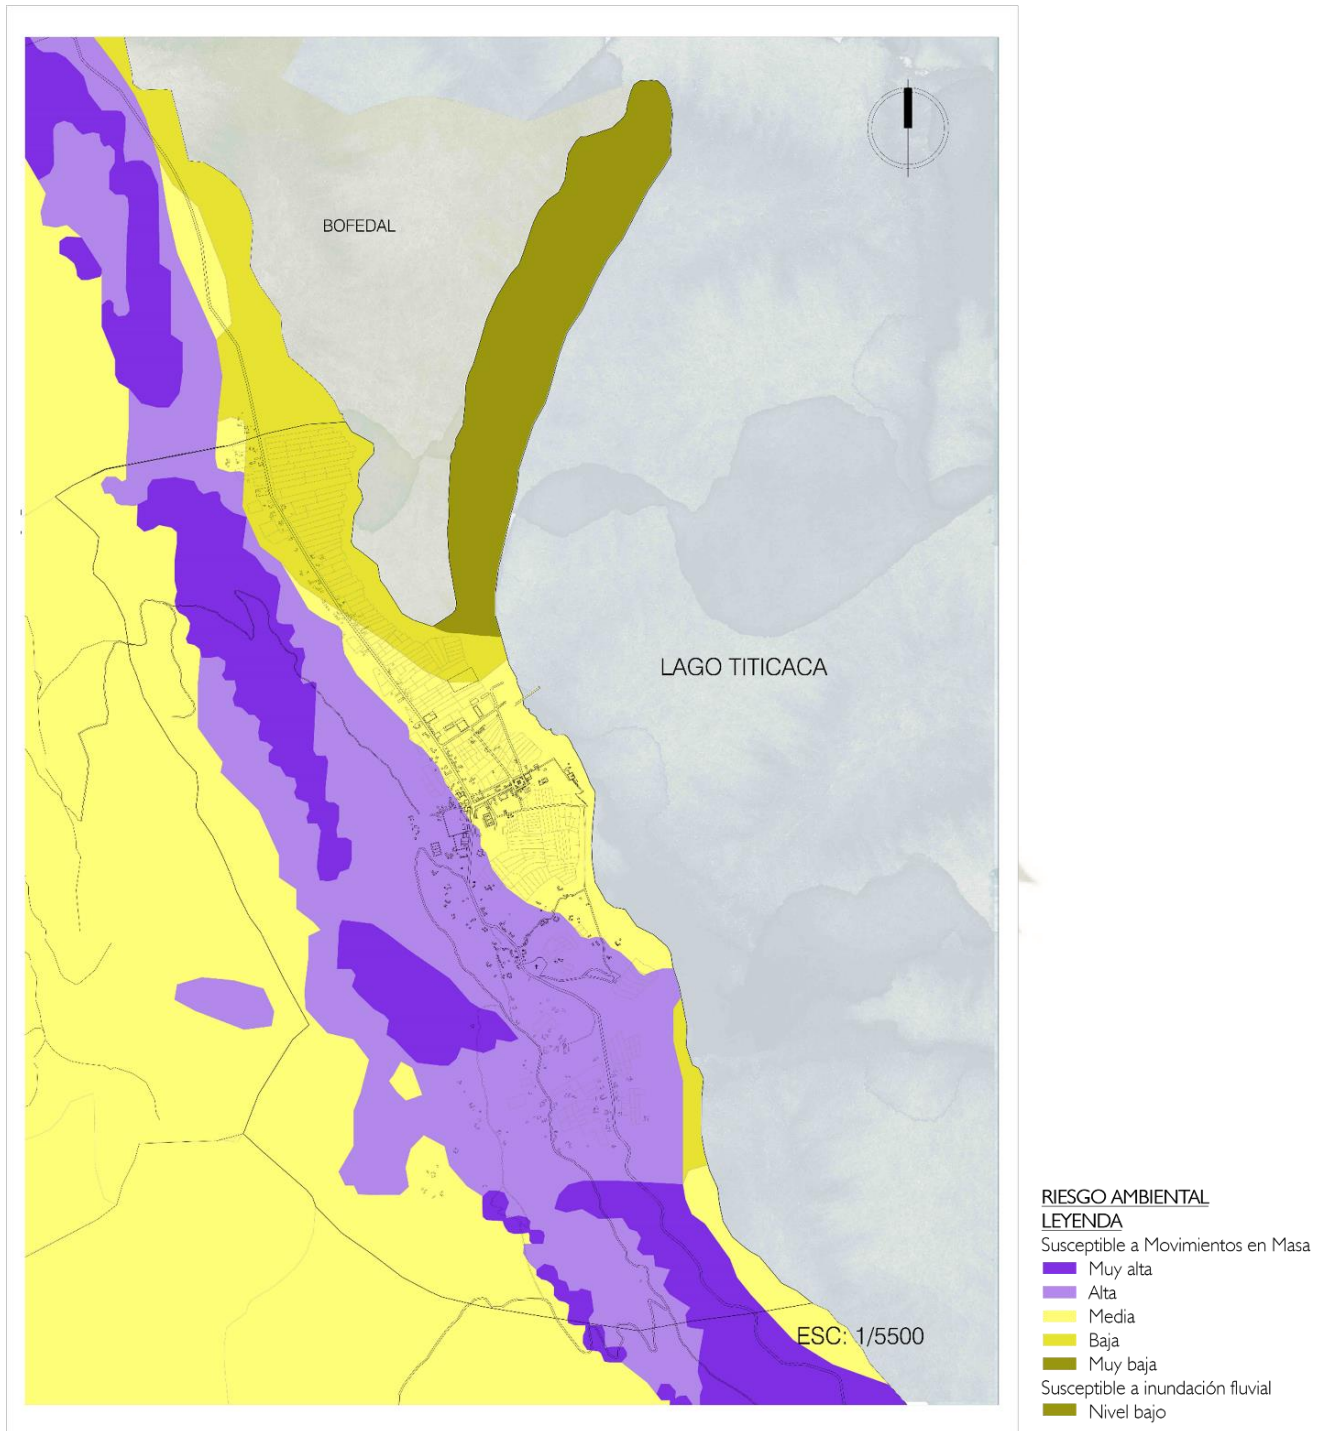 BOFEDAL
LAGO TITICACA
ESC: 1/5500
RIESGO AMBIENTAL
LEYENDA
Susceptible a Movimientos en Masa
Muy alta
Alta
Media
Baja
Muy baja
Susceptible a inundación fluvial
Nivel bajo